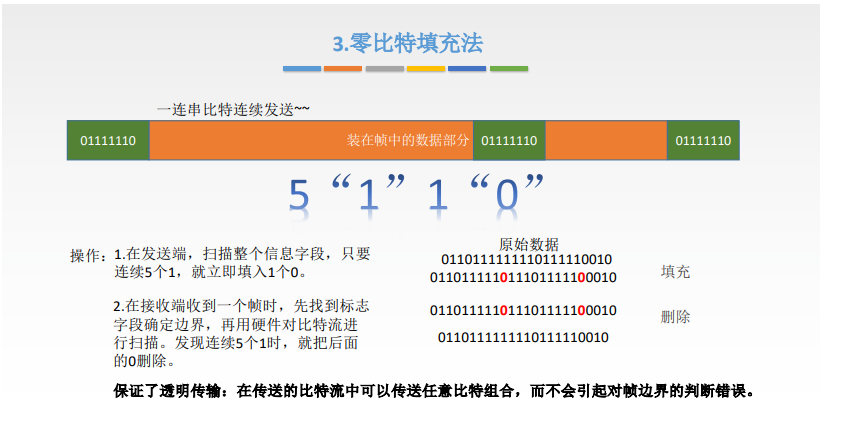 3.零比特填充法
一连串比特连续发送~~
01111110 装在帧中的数据部分 01111110 01111110
5“1”1“0”
操作：1.在发送端，扫描整个信息字段，只要
连续5个1，就立即填入1个0。
2.在接收端收到一个帧时，先找到标志
字段确定边界，再用硬件对比特流进
行扫描。发现连续5个1时，就把后面
的0删除。
原始数据
0110111111110111110010
011011111011101111100010 填充
011011111011101111100010 删除
0110111111110111110010
保证了透明传输：在传送的比特流中可以传送任意比特组合，而不会引起对帧边界的判断错误。